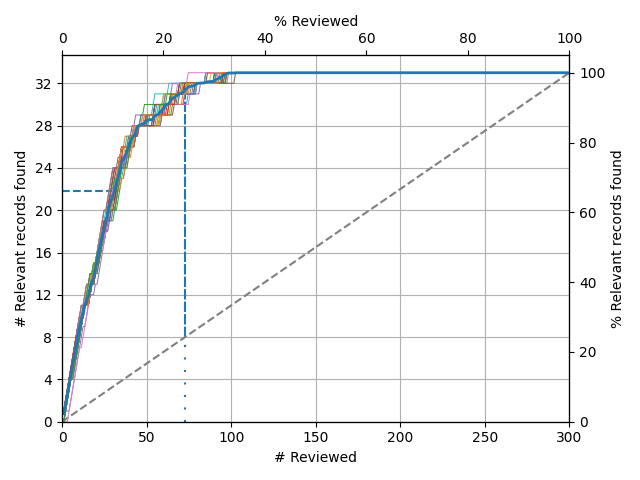 % Reviewed
0 20 40 60 80 100
32 100
28
80
24
20 60
16
40
12
8
20
4
0 0
0 50 100 150 200 250 300
# Reviewed
# Relevant records found
% Relevant records found